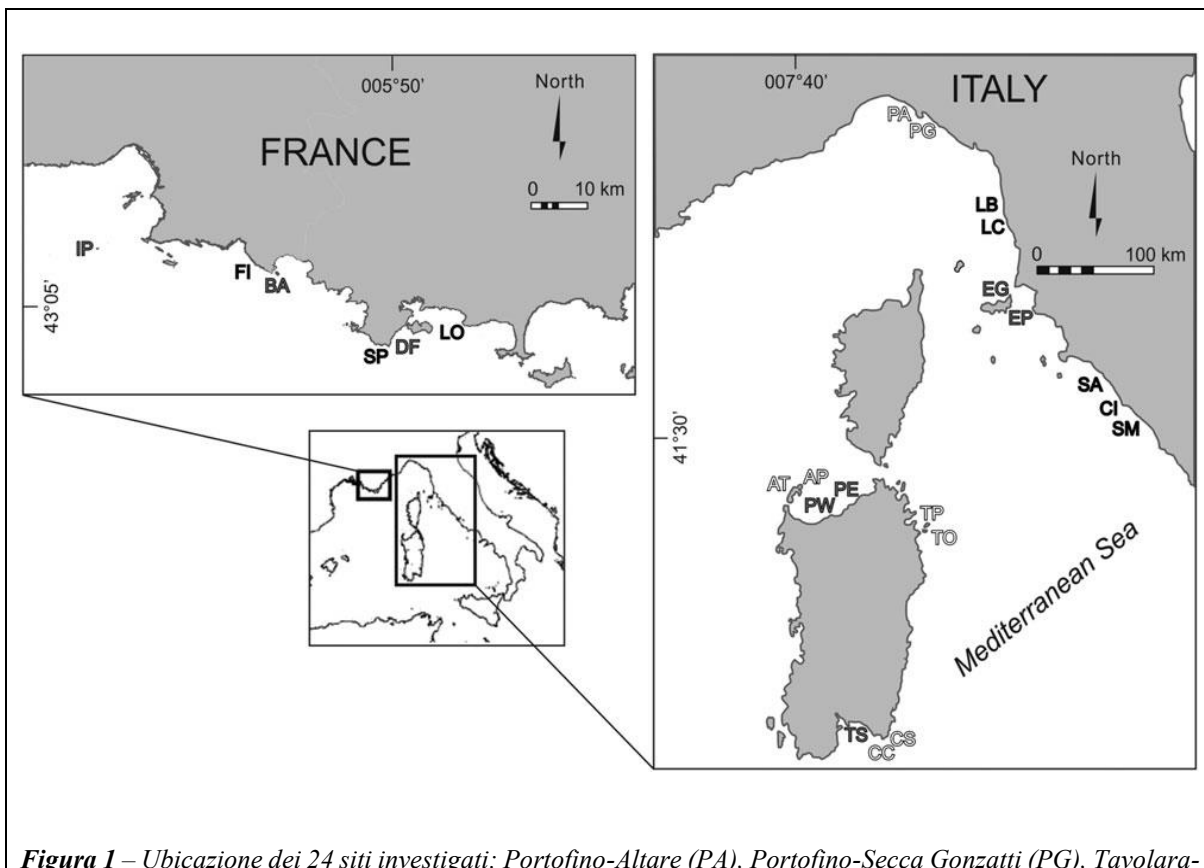 005°50'
North
FRANCE
0 10 km
IP
FI
BA
43°05'
LO
DF
SP
007°40'
ITALY
PA
PG
North
LB
LC
0 100 km
EG
EP
SA
CI
SM
41°30'
AT
AP
PE
PW
TP
TO
Mediterranean Sea
TS
CS
CC
Figura 1 – Ubicazione dei 24 siti investigati: Portofino-Altare (PA), Portofino-Secca Gonzatti (PG), Tavolara-